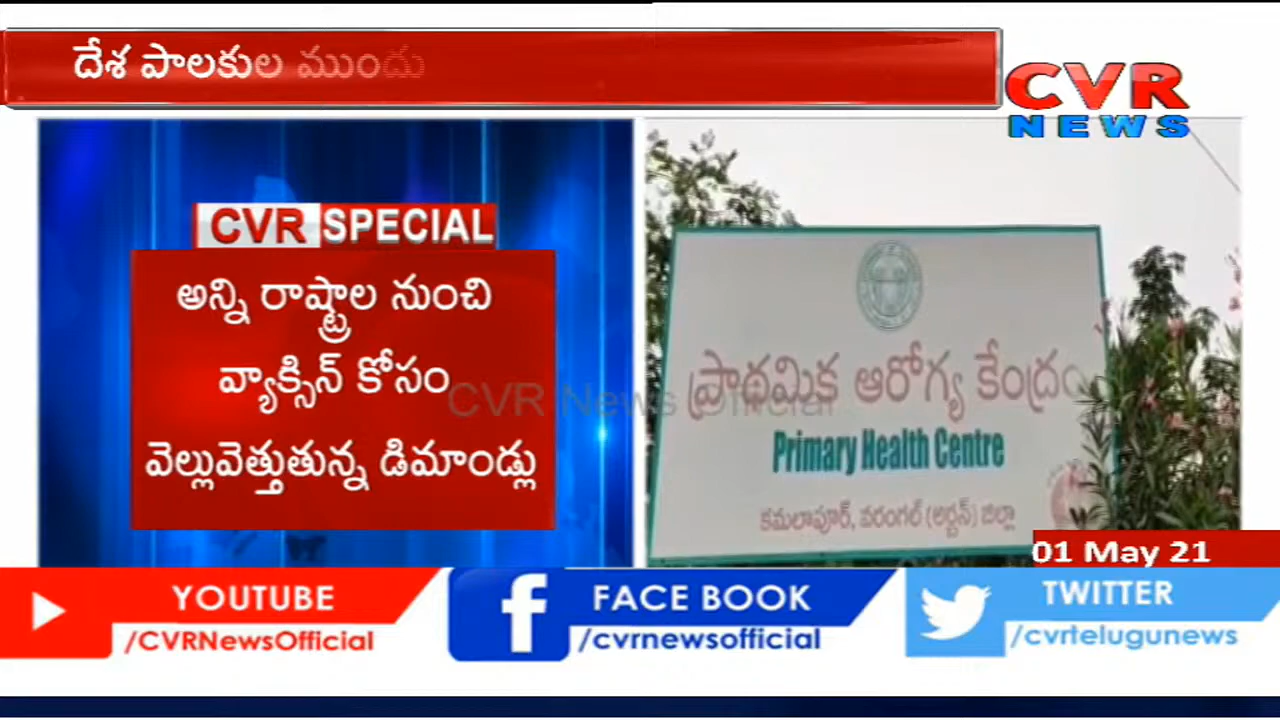 దేశ పాలకుల ముందు
CVR
NEWS
CVR SPECIAL
అన్ని రాష్ట్రాల నుంచి
వ్యాక్సిన్ కోసం
వెల్లువెత్తుతున్న డిమాండ్లు
CVR News Official
ప్రాథమిక ఆరోగ్య కేంద్రం
Primary Health Centre
కమలాపూర్, వరంగల్ (అర్బన్) జిల్లా
01 May 21
YOUTUBE
/CVRNewsOfficial
FACE BOOK
/cvrnewsofficial
TWITTER
/cvrtelugunews